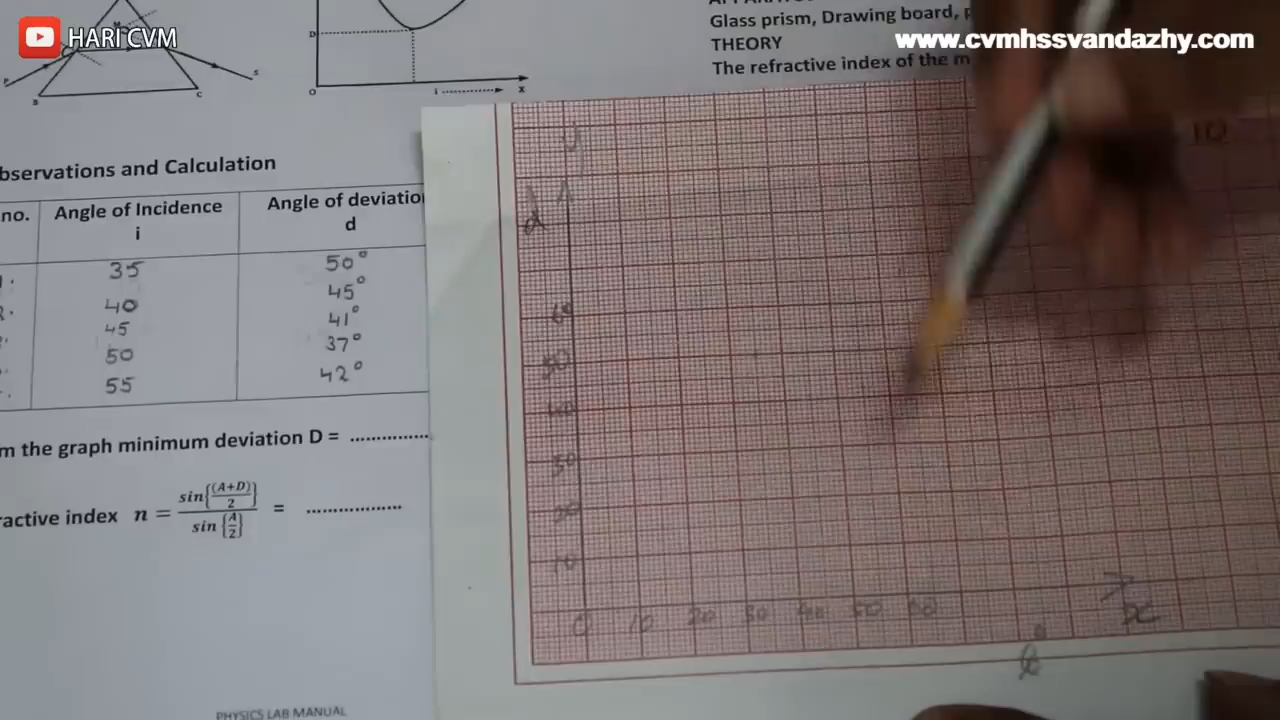 HARI CVM
www.cvmhssvandazhy.com
Glass prism, Drawing board,
THEORY
The refractive index of the m
A
P
S
B
C
D
O
i
x
bservations and Calculation
no.
Angle of Incidence
i
Angle of deviatio
d
35 50°
40 45°
45 41°
50 37°
55 42°
m the graph minimum deviation D = ...............
ractive index n = sin{(A+D)/2} / sin{A/2} = ..................
PHYSICS LAB MANUAL
y
d
60
50
40
30
20
10
0 10 20 30 40 50 60
x
i